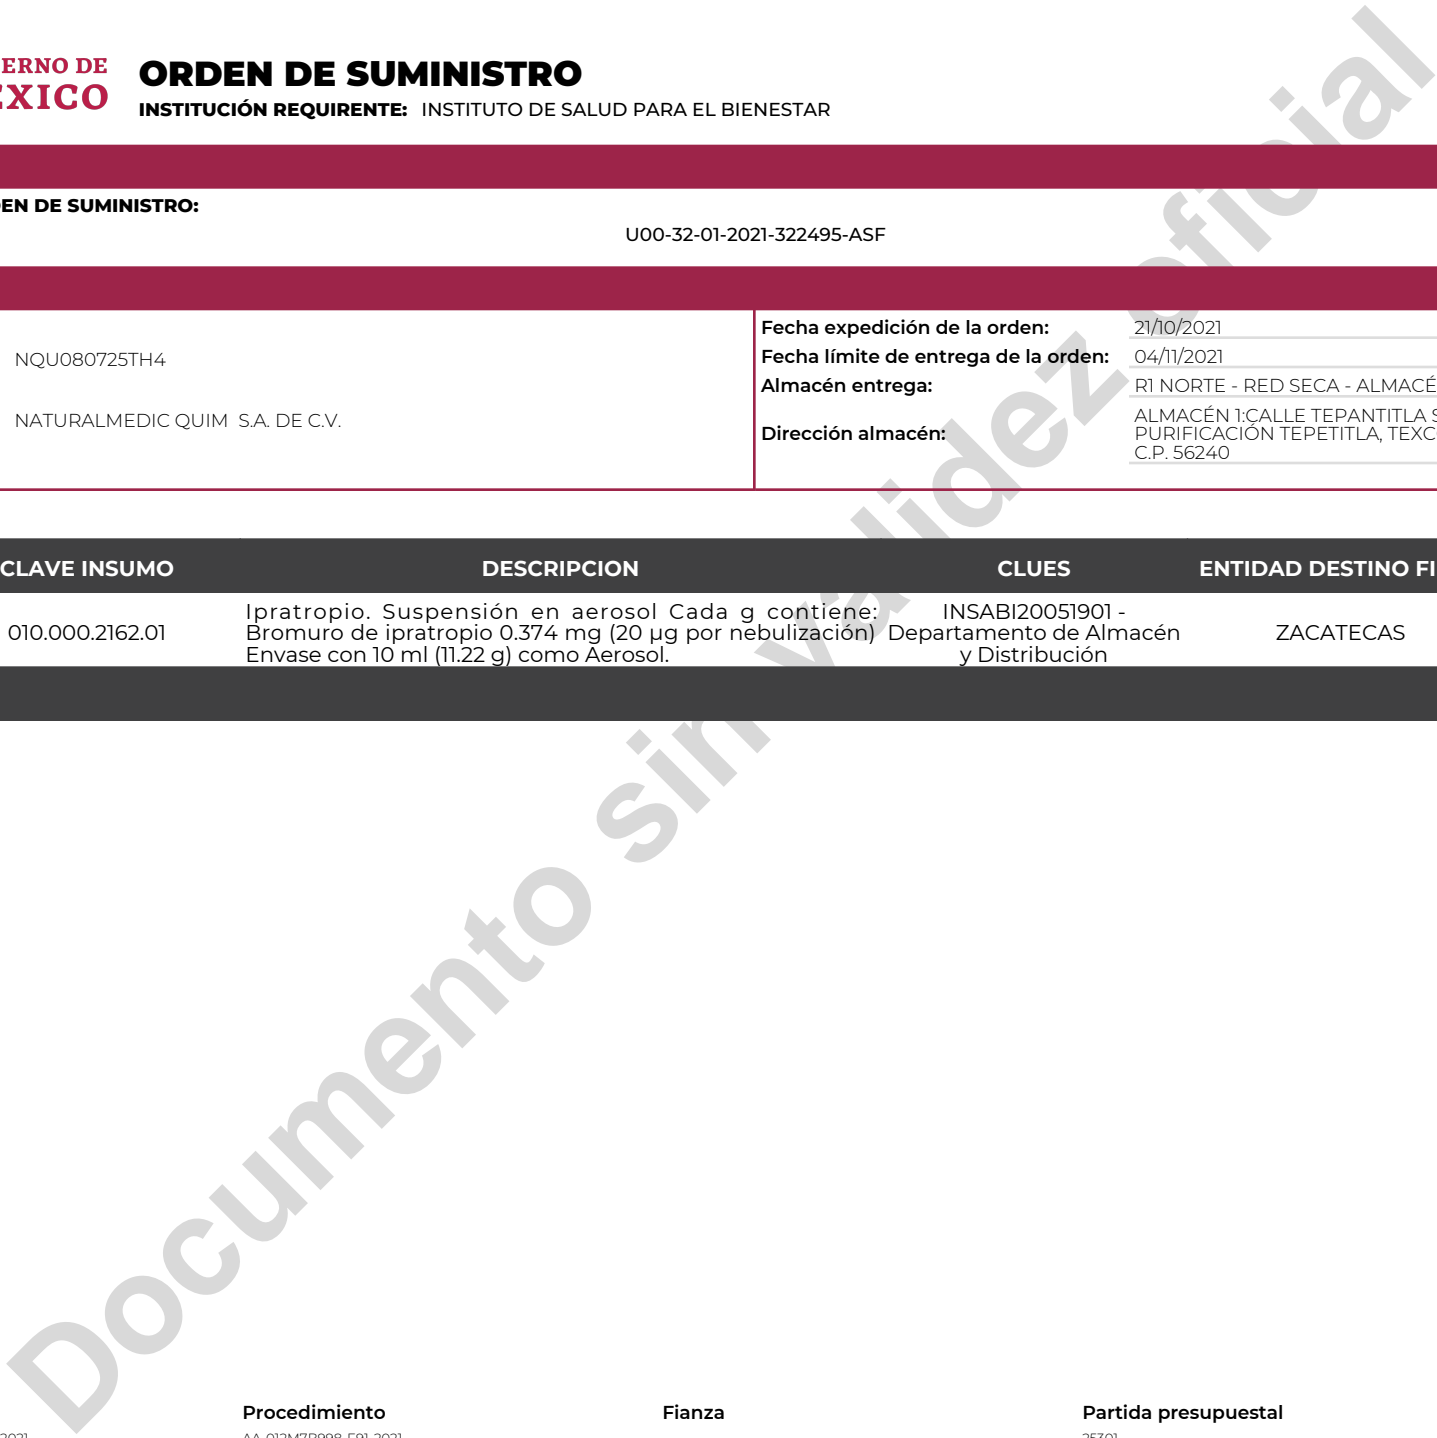 ERNO DE
EXICO
ORDEN DE SUMINISTRO
INSTITUCIÓN REQUIRENTE: INSTITUTO DE SALUD PARA EL BIENESTAR
EN DE SUMINISTRO:
U00-32-01-2021-322495-ASF
NQU080725TH4
NATURALMEDIC QUIM S.A. DE C.V.
Fecha expedición de la orden: 21/10/2021
Fecha límite de entrega de la orden: 04/11/2021
Almacén entrega: R1 NORTE - RED SECA - ALMACÉ
Dirección almacén:
ALMACÉN 1:CALLE TEPANTITLA S
PURIFICACIÓN TEPETITLA, TEXC
C.P. 56240
CLAVE INSUMO DESCRIPCION CLUES ENTIDAD DESTINO FI
010.000.2162.01
Ipratropio. Suspensión en aerosol Cada g contiene:
Bromuro de ipratropio 0.374 mg (20 µg por nebulización)
Envase con 10 ml (11.22 g) como Aerosol.
INSABI20051901 -
Departamento de Almacén
y Distribución
ZACATECAS
Documento sin validez oficial
Procedimiento Fianza Partida presupuestal